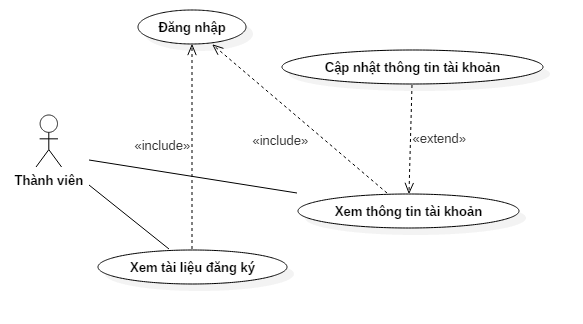 Đăng nhập
Cập nhật thông tin tài khoản
«include»
«include»
«extend»
Thành viên
Xem thông tin tài khoản
Xem tài liệu đăng ký